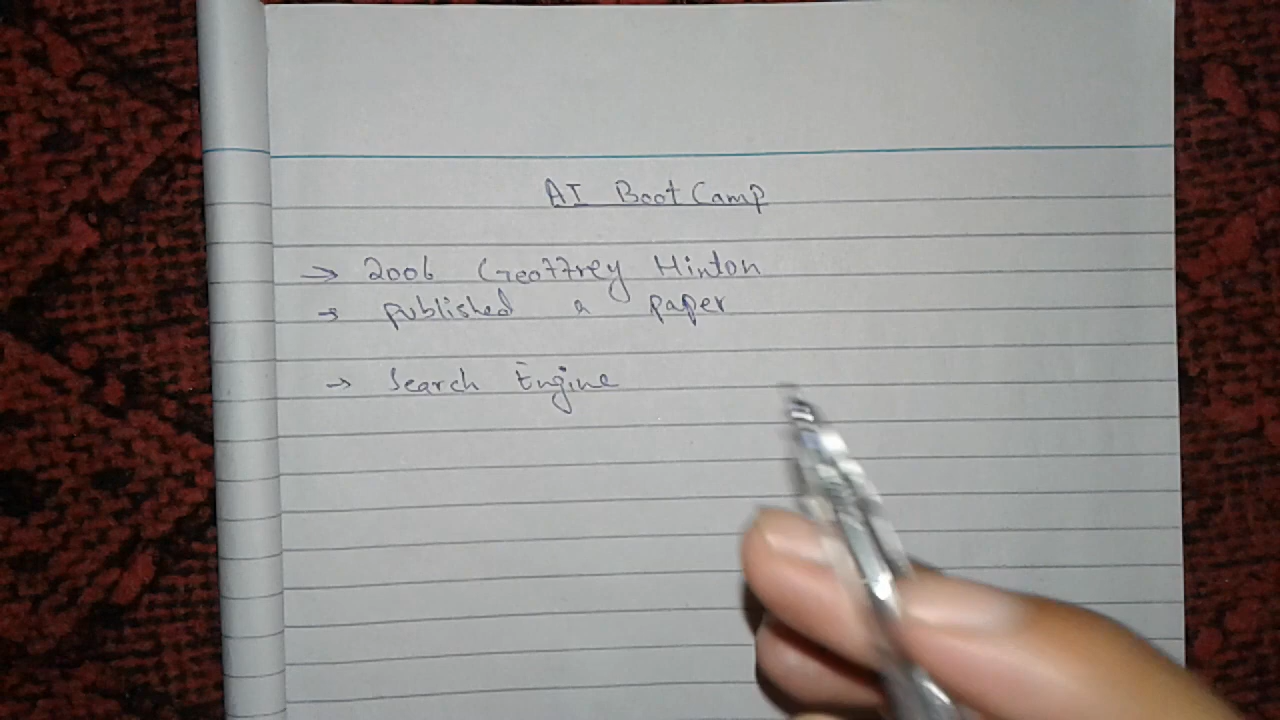 AI Boot Camp
→ 2006 Geoffrey Hinton
→ published a paper
→ Search Engine